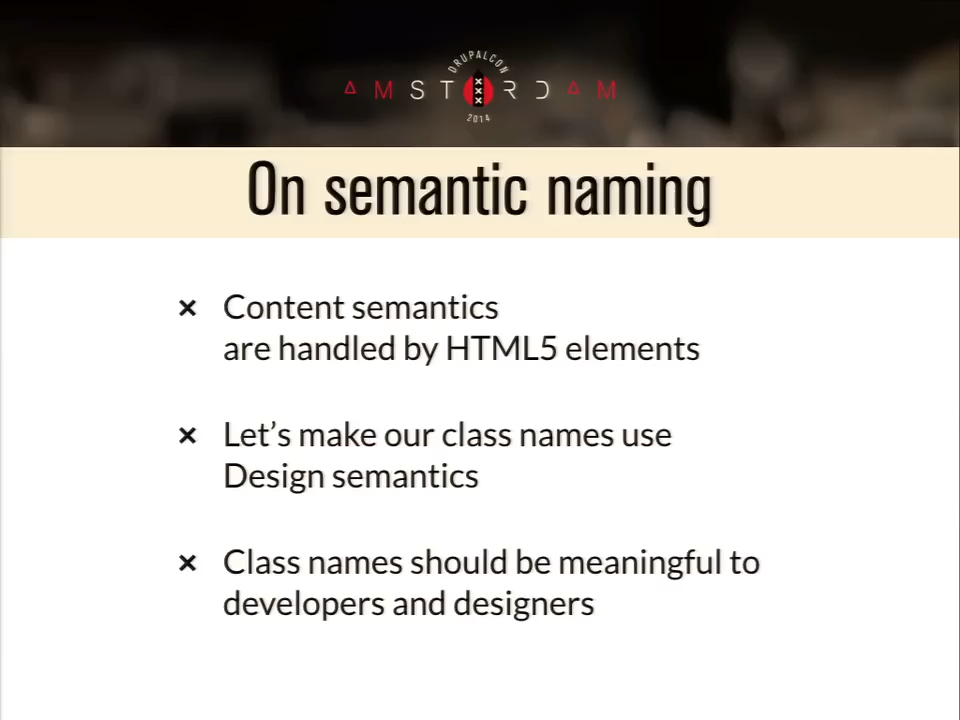 DRUPALCON
AMSTERDAM
2014
On semantic naming
× Content semantics
are handled by HTML5 elements
× Let’s make our class names use
Design semantics
× Class names should be meaningful to
developers and designers